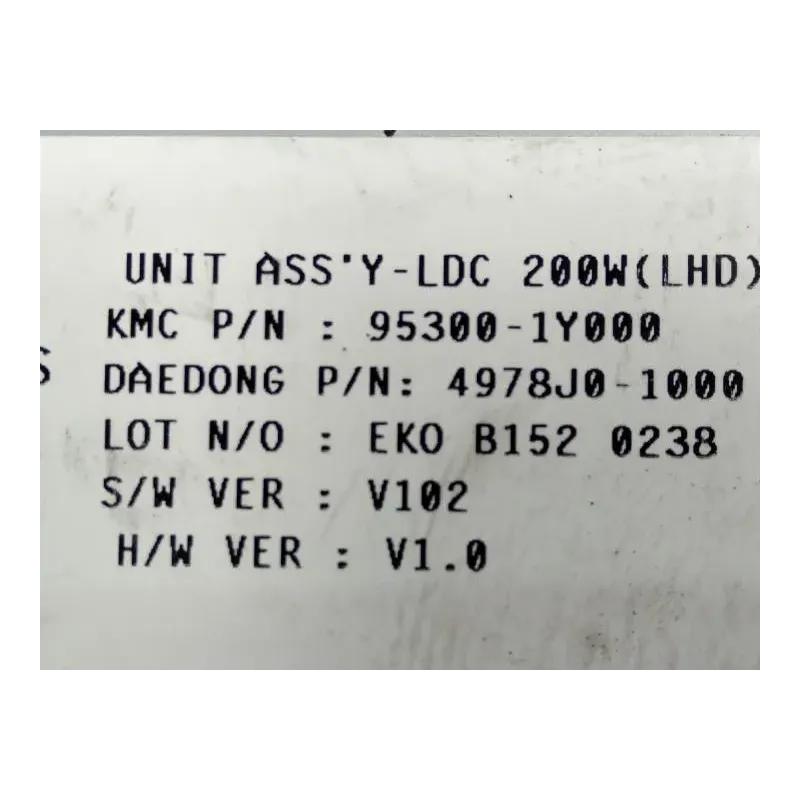 UNIT ASS'Y-LDC 200W(LHD)
KMC P/N : 95300-1Y000
DAEDONG P/N: 4978J0-1000
LOT N/O : EKO B152 0238
S/W VER : V102
H/W VER : V1.0